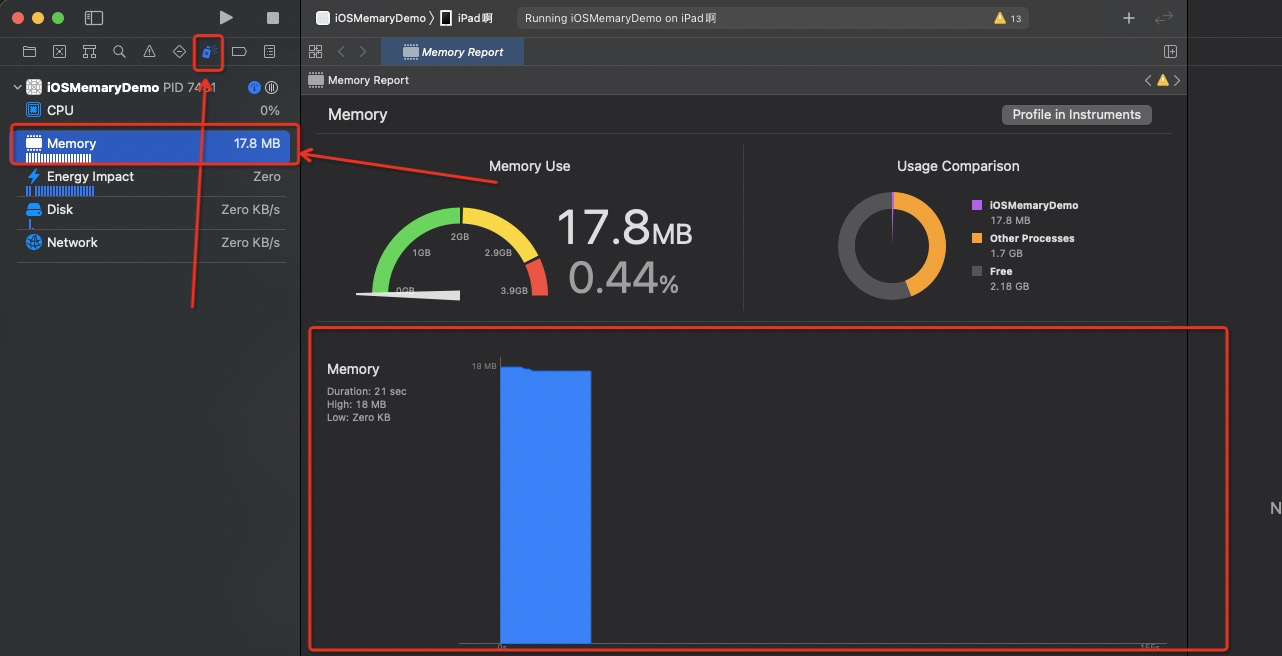 iOSMemaryDemo 〉 iPad啊
Running iOSMemaryDemo on iPad啊
13
Memory Report
iOSMemaryDemo PID
CPU 0%
Memory 17.8 MB
Energy Impact Zero
Disk Zero KB/s
Network Zero KB/s
Memory Report
Memory
Profile in Instruments
Memory Use
0GB
1GB
2GB
2.9GB
3.9GB
17.8MB
0.44%
Usage Comparison
iOSMemaryDemo
17.8 MB
Other Processes
1.7 GB
Free
2.18 GB
Memory
Duration: 21 sec
High: 18 MB
Low: Zero KB
18 MB
0s
N